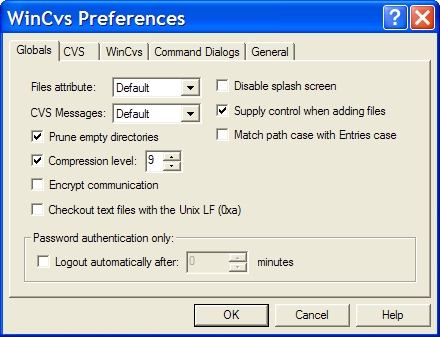 WinCvs Preferences
Globals CVS WinCvs Command Dialogs General
Files attribute: Default Disable splash screen
CVS Messages: Default Supply control when adding files
Prune empty directories Match path case with Entries case
Compression level: 9
Encrypt communication
Checkout text files with the Unix LF (0xa)
Password authentication only:
Logout automatically after: 0 minutes
OK Cancel Help